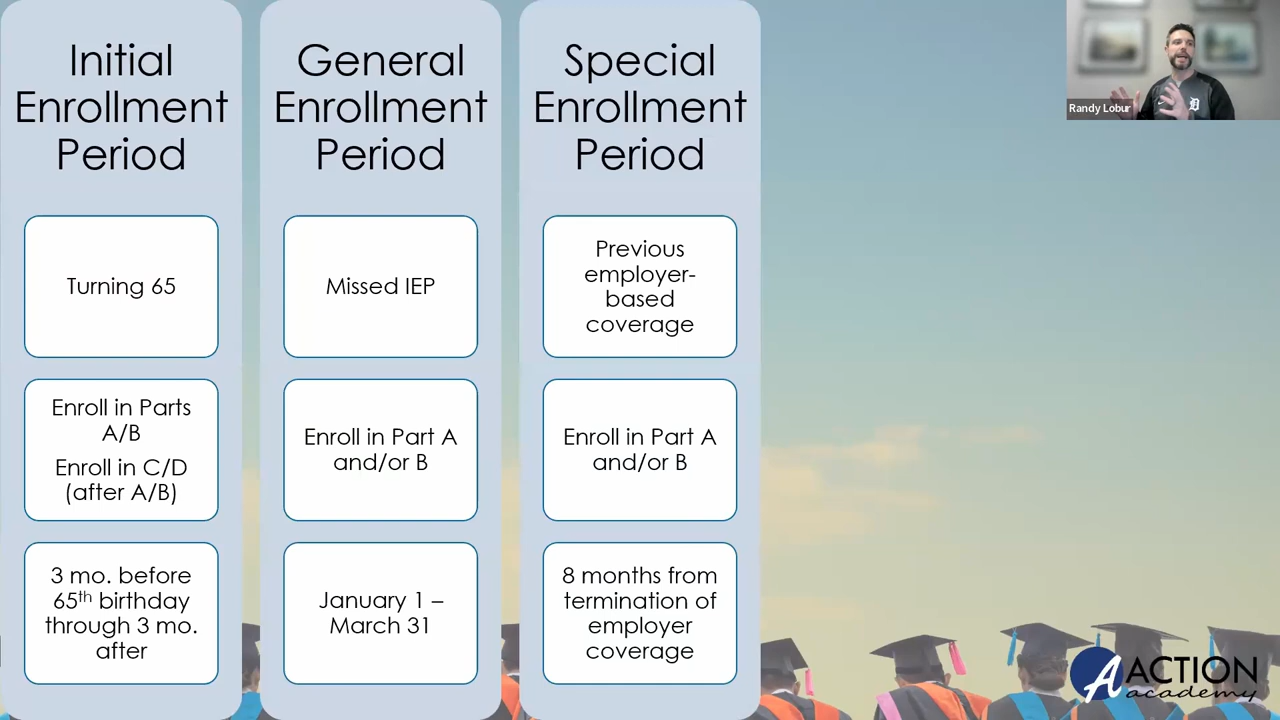 Initial
Enrollment
Period
Turning 65
Enroll in Parts
A/B
Enroll in C/D
(after A/B)
3 mo. before
65th birthday
through 3 mo.
after
General
Enrollment
Period
Missed IEP
Enroll in Part A
and/or B
January 1 –
March 31
Special
Enrollment
Period
Previous
employer-
based
coverage
Enroll in Part A
and/or B
8 months from
termination of
employer
coverage
Randy Lobur
D
A ACTION
academy